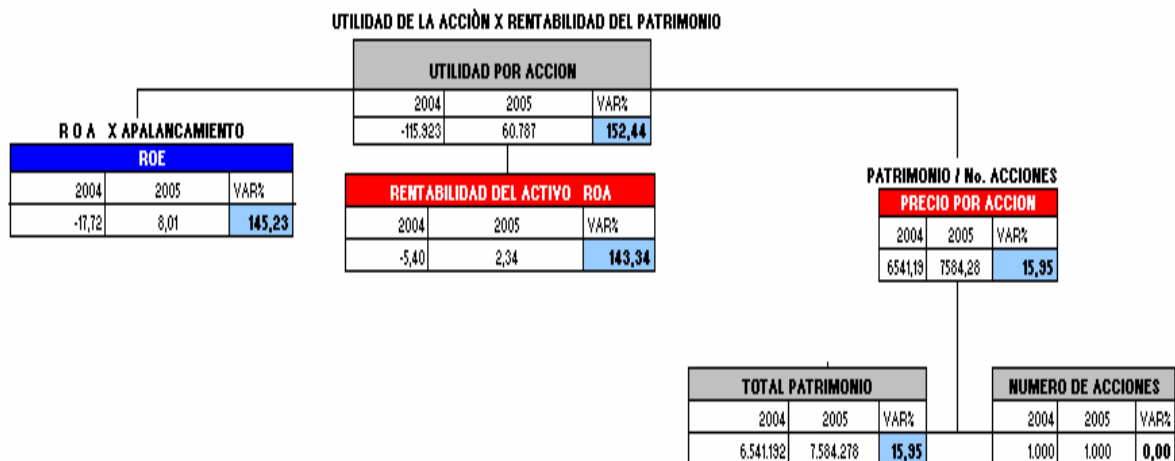 UTILIDAD DE LA ACCIÒN X RENTABILIDAD DEL PATRIMONIO
UTILIDAD POR ACCION
2004 2005 VAR%
-115.923 60.787 152,44
R O A X APALANCAMIENTO
ROE
2004 2005 VAR%
-17,72 8,01 145,23
RENTABILIDAD DEL ACTIVO ROA
2004 2005 VAR%
-5,40 2,34 143,34
PATRIMONIO / No. ACCIONES
PRECIO POR ACCION
2004 2005 VAR%
6541,19 7584,28 15,95
TOTAL PATRIMONIO
2004 2005 VAR%
6.541.192 7.584.278 15,95
NUMERO DE ACCIONES
2004 2005 VAR%
1.000 1.000 0,00